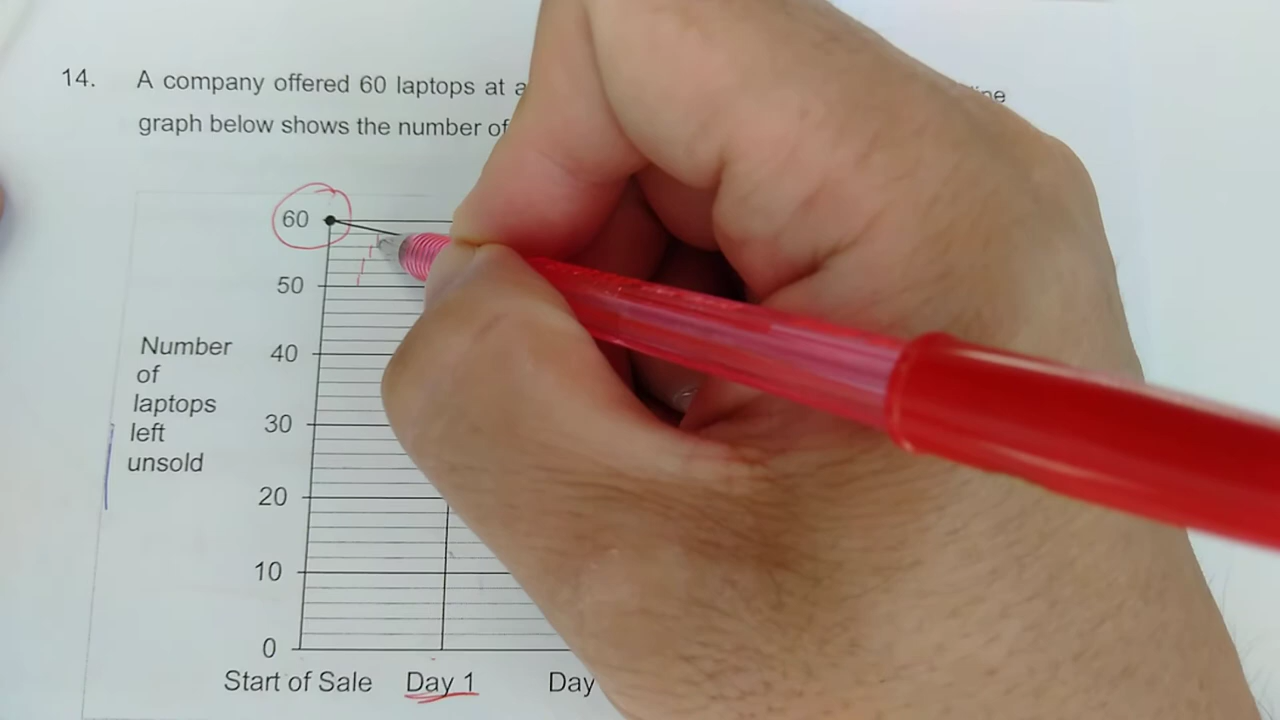 14. A company offered 60 laptops at a
graph below shows the number of
60
50
40
30
20
10
0
Number
of
laptops
left
unsold
Start of Sale Day 1 Day